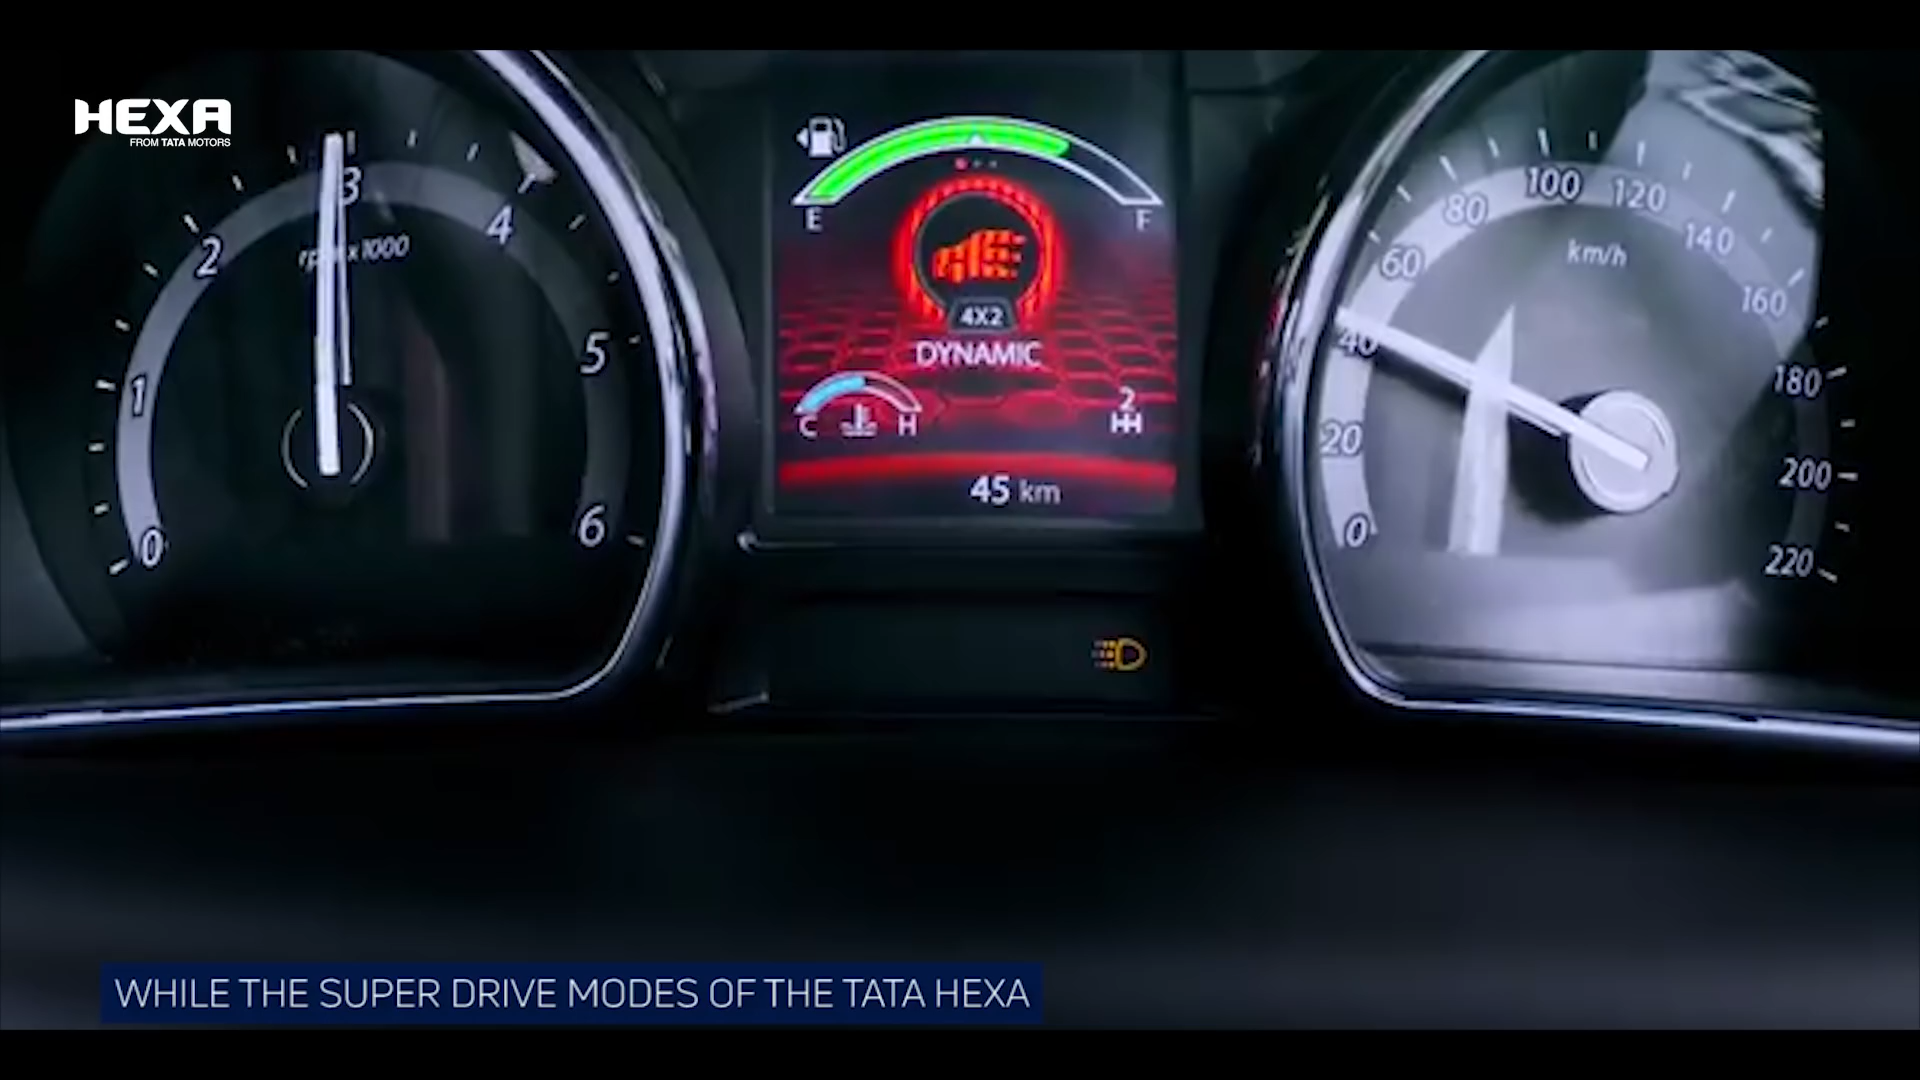 HEXA
FROM TATA MOTORS
0
1
2
3
4
5
6
rpm x 1000
E
F
4X2
DYNAMIC
C
H
2
45 km
0
20
40
60
80
100
120
140
160
180
200
220
km/h
WHILE THE SUPER DRIVE MODES OF THE TATA HEXA